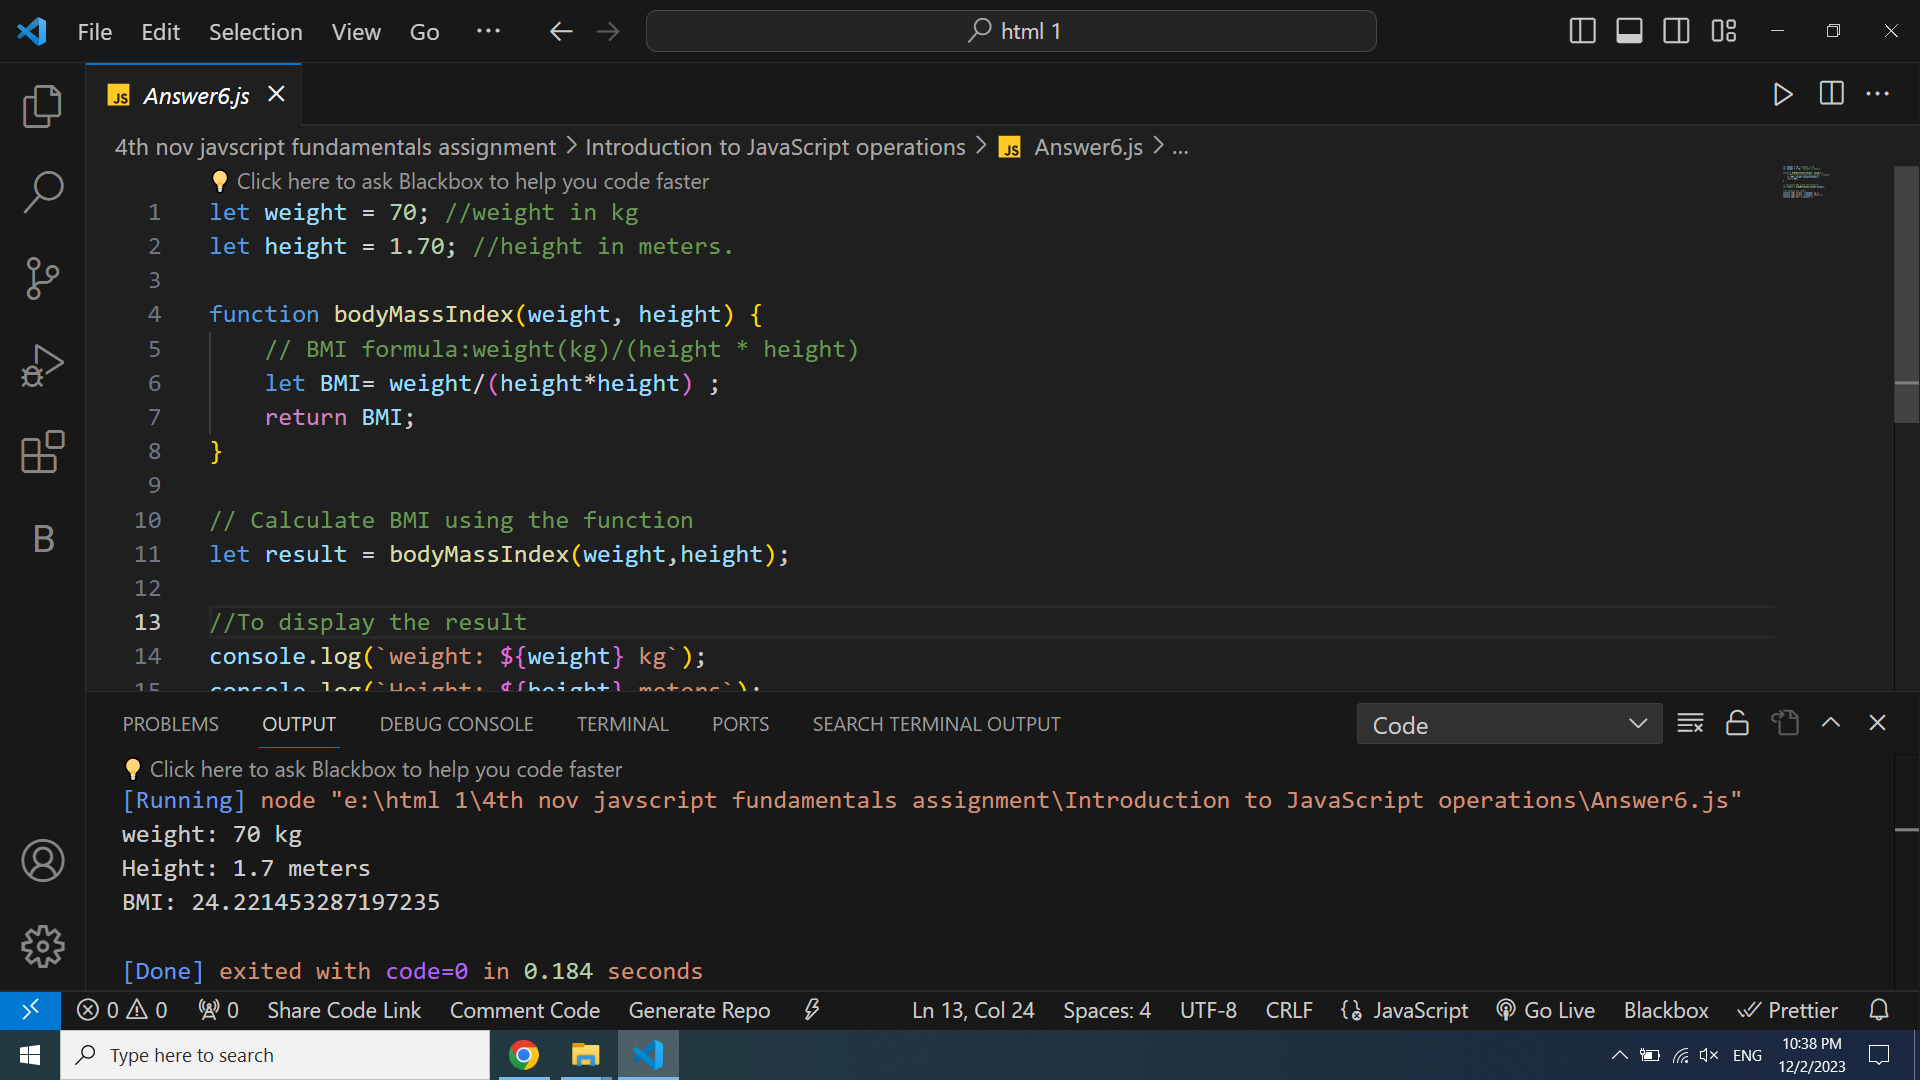 File Edit Selection View Go ... html 1
JS Answer6.js
4th nov javscript fundamentals assignment > Introduction to JavaScript operations > JS Answer6.js > ...
Click here to ask Blackbox to help you code faster
1 let weight = 70; //weight in kg
2 let height = 1.70; //height in meters.
3
4 function bodyMassIndex(weight, height) {
5 // BMI formula:weight(kg)/(height * height)
6 let BMI= weight/(height*height) ;
7 return BMI;
8 }
9
10 // Calculate BMI using the function
11 let result = bodyMassIndex(weight,height);
12
13 //To display the result
14 console.log(`weight: ${weight} kg`);
15 console.log(`Height: ${height} meters`);
PROBLEMS OUTPUT DEBUG CONSOLE TERMINAL PORTS SEARCH TERMINAL OUTPUT Code
Click here to ask Blackbox to help you code faster
[Running] node "e:\html 1\4th nov javscript fundamentals assignment\Introduction to JavaScript operations\Answer6.js"
weight: 70 kg
Height: 1.7 meters
BMI: 24.221453287197235
[Done] exited with code=0 in 0.184 seconds
0 0 0 Share Code Link Comment Code Generate Repo Ln 13, Col 24 Spaces: 4 UTF-8 CRLF JavaScript Go Live Blackbox Prettier
Type here to search ENG 10:38 PM
12/2/2023
B